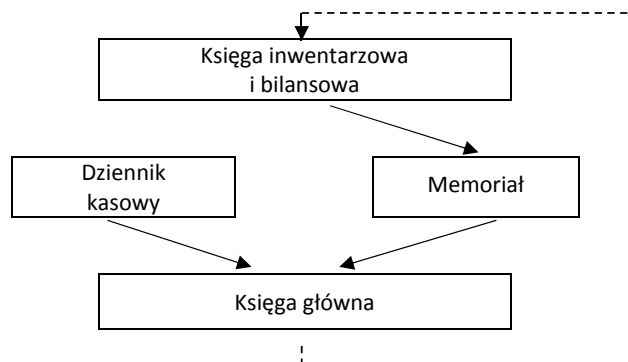 Księga inwentarzowa
i bilansowa
Dziennik
kasowy
Memoriał
Księga główna